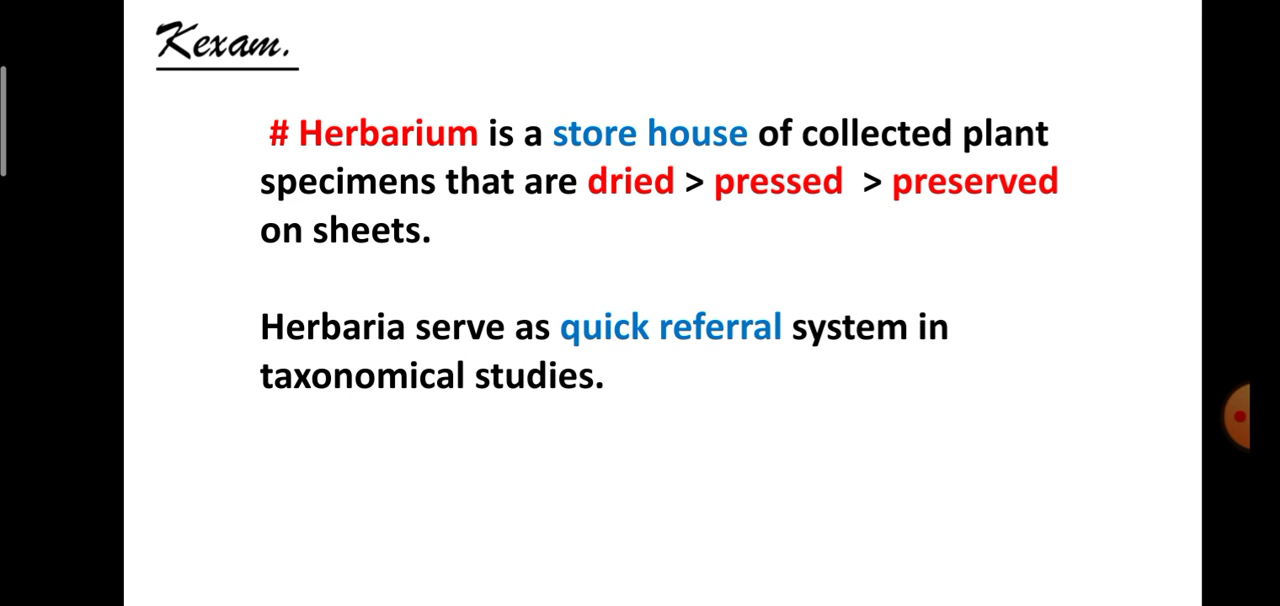 Kexam.
# Herbarium is a store house of collected plant
specimens that are dried > pressed > preserved
on sheets.
Herbaria serve as quick referral system in
taxonomical studies.